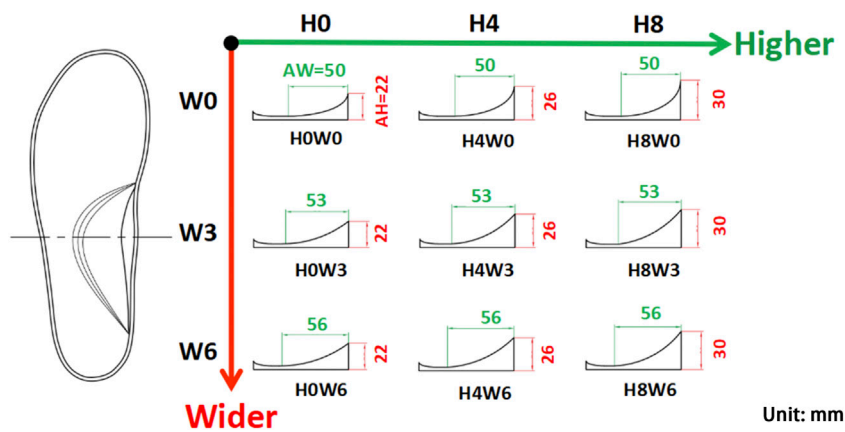 H0 H4 H8
Higher
W0
AW=50 AH=22
H0W0
50 26
H4W0
50 30
H8W0
W3
53 22
H0W3
53 26
H4W3
53 30
H8W3
W6
56 22
H0W6
56 26
H4W6
56 30
H8W6
Wider
Unit: mm